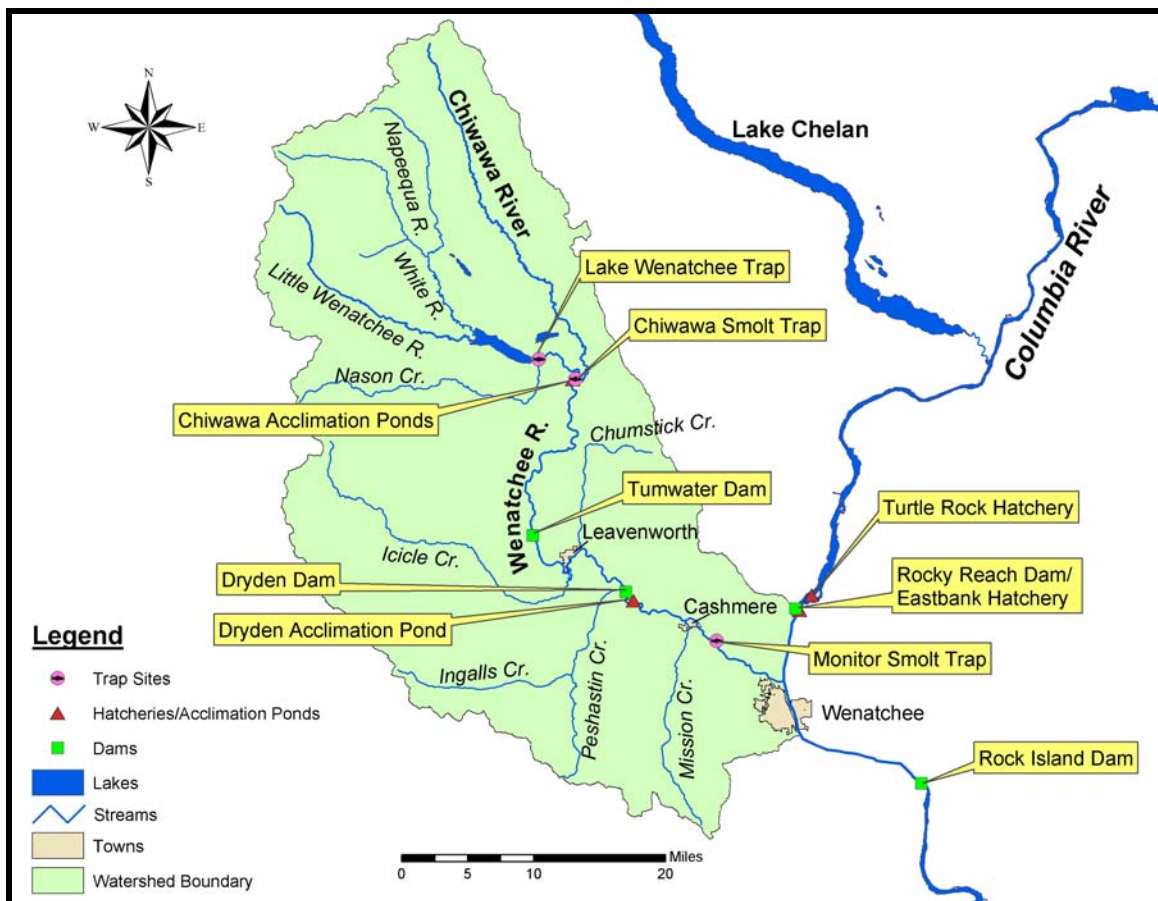 N
W
E
S
Chiwawa River
Napeequa R.
White R.
Little Wenatchee R.
Nason Cr.
Lake Chelan
Columbia River
Lake Wenatchee Trap
Chiwawa Smolt Trap
Chiwawa Acclimation Ponds
Chumstick Cr.
Wenatchee R.
Tumwater Dam
Leavenworth
Icicle Cr.
Turtle Rock Hatchery
Dryden Dam
Rocky Reach Dam/
Eastbank Hatchery
Dryden Acclimation Pond
Cashmere
Monitor Smolt Trap
Ingalls Cr.
Peshastin Cr.
Mission Cr.
Wenatchee
Rock Island Dam
Legend
Trap Sites
Hatcheries/Acclimation Ponds
Dams
Lakes
Streams
Towns
Watershed Boundary
Miles
0 5 10 20